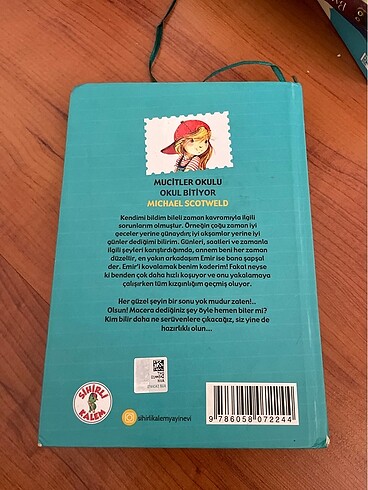 MUCİTLER OKULU
OKUL BİTİYOR
MICHAEL SCOTWELD
Kendimi bildim bileli zaman kavramıyla ilgili
sorunlarım olmuştur. Örneğin çoğu zaman iyi
geceler yerine günaydın; iyi akşamlar yerine iyi
günler dediğimi bilirim. Günleri, saatleri ve zamanla
ilgili şeyleri karıştırdığımda, annem beni her zaman
düzellir, en yakın arkadaşım Emir ise bana şapşal
der. Emir'i kovalamak benim kaderim! Fakat neyse
ki benden çok daha hızlı koşuyor ve onu yakalamaya
çalışırken tüm kızgınlığım geçmiş oluyor.
Her güzel şeyin bir sonu yok mudur zaten!..
Olsun! Macera dediğiniz şey öyle hemen biler mi?
Kim bilir daha ne serüvenlere çıkacağız, siz yine de
hazırlıklı olun....
SİHİRLİ
KALEM
sihirlikalemyayinevi
9 786058 072244